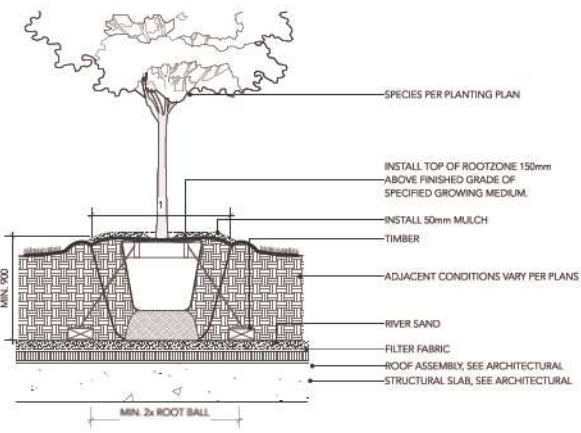 SPECIES PER PLANTING PLAN
INSTALL TOP OF ROOTZONE 150mm
ABOVE FINISHED GRADE OF
SPECIFIED GROWING MEDIUM.
1
INSTALL 50mm MULCH
TIMBER
ADJACENT CONDITIONS VARY PER PLANS
MIN. 900
RIVER SAND
FILTER FABRIC
ROOF ASSEMBLY, SEE ARCHITECTURAL
STRUCTURAL SLAB, SEE ARCHITECTURAL
MIN. 2x ROOT BALL